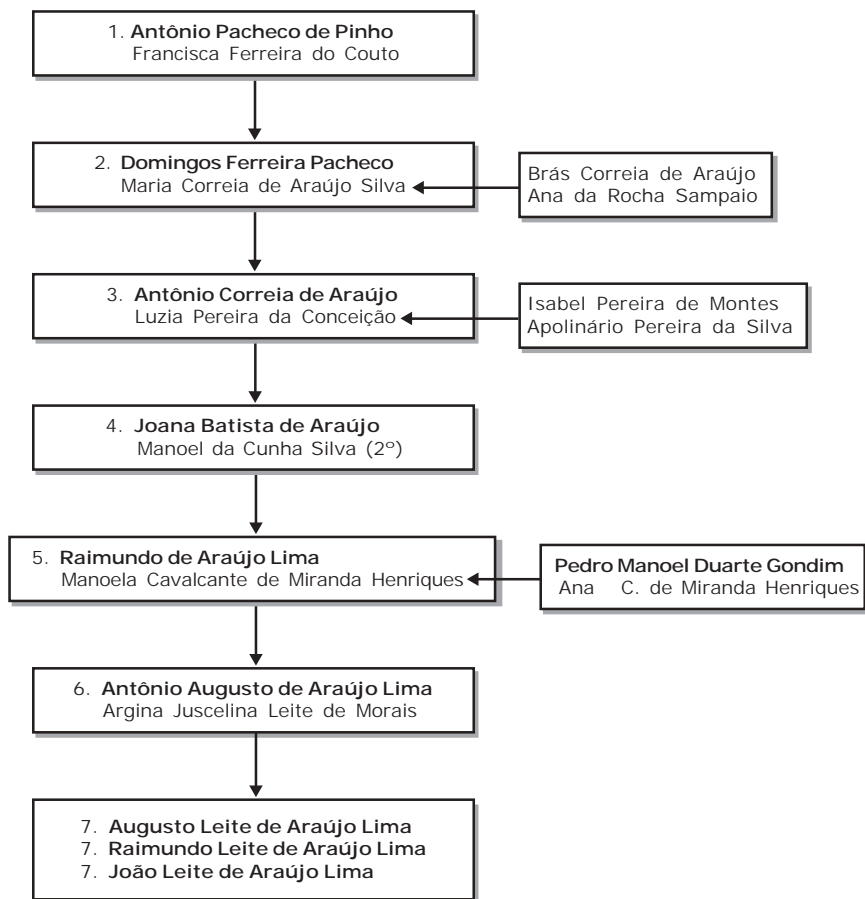 1. Antônio Pacheco de Pinho
Francisca Ferreira do Couto
2. Domingos Ferreira Pacheco
Maria Correia de Araújo Silva
Brás Correia de Araújo
Ana da Rocha Sampaio
3. Antônio Correia de Araújo
Luzia Pereira da Conceição
Isabel Pereira de Montes
Apolinário Pereira da Silva
4. Joana Batista de Araújo
Manoel da Cunha Silva (2º)
5. Raimundo de Araújo Lima
Manoela Cavalcante de Miranda Henriques
Pedro Manoel Duarte Gondim
Ana C. de Miranda Henriques
6. Antônio Augusto de Araújo Lima
Argina Juscelina Leite de Morais
7. Augusto Leite de Araújo Lima
7. Raimundo Leite de Araújo Lima
7. João Leite de Araújo Lima